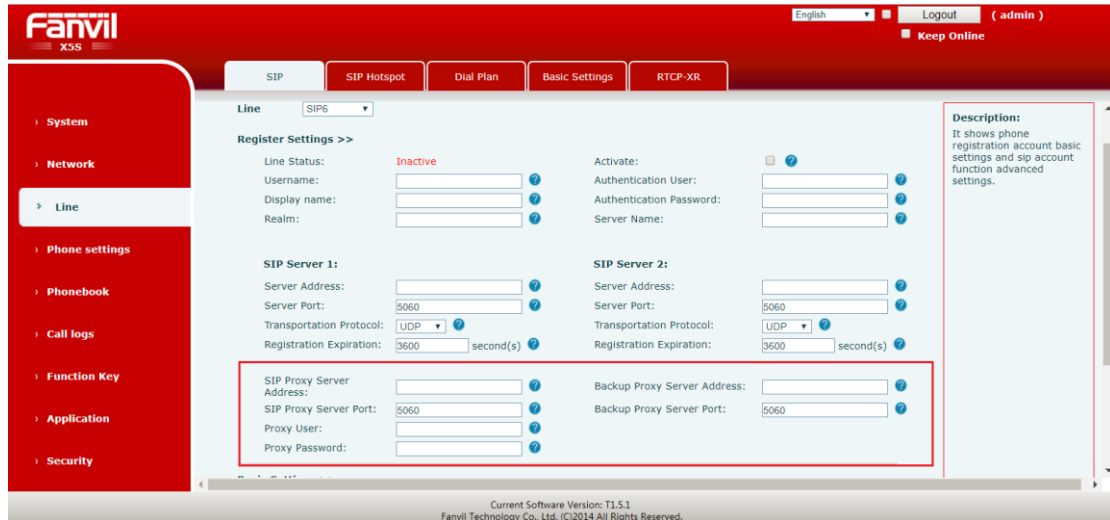 Fanvil
X5S
English
Logout
( admin )
Keep Online
SIP
SIP Hotspot
Dial Plan
Basic Settings
RTCP-XR
› System
› Network
› Line
› Phone settings
› Phonebook
› Call logs
› Function Key
› Application
› Security
Line SIP6
Register Settings >>
Line Status: Inactive Activate:
Username: Authentication User:
Display name: Authentication Password:
Realm: Server Name:
SIP Server 1: SIP Server 2:
Server Address: Server Address:
Server Port: 5060 Server Port: 5060
Transportation Protocol: UDP Transportation Protocol: UDP
Registration Expiration: 3600 second(s) Registration Expiration: 3600 second(s)
SIP Proxy Server
Address: Backup Proxy Server Address:
SIP Proxy Server Port: 5060 Backup Proxy Server Port: 5060
Proxy User:
Proxy Password:
Description:
It shows phone
registration account basic
settings and sip account
function advanced
settings.
Current Software Version: T1.5.1
Fanvil Technology Co., Ltd. (C)2014 All Rights Reserved.